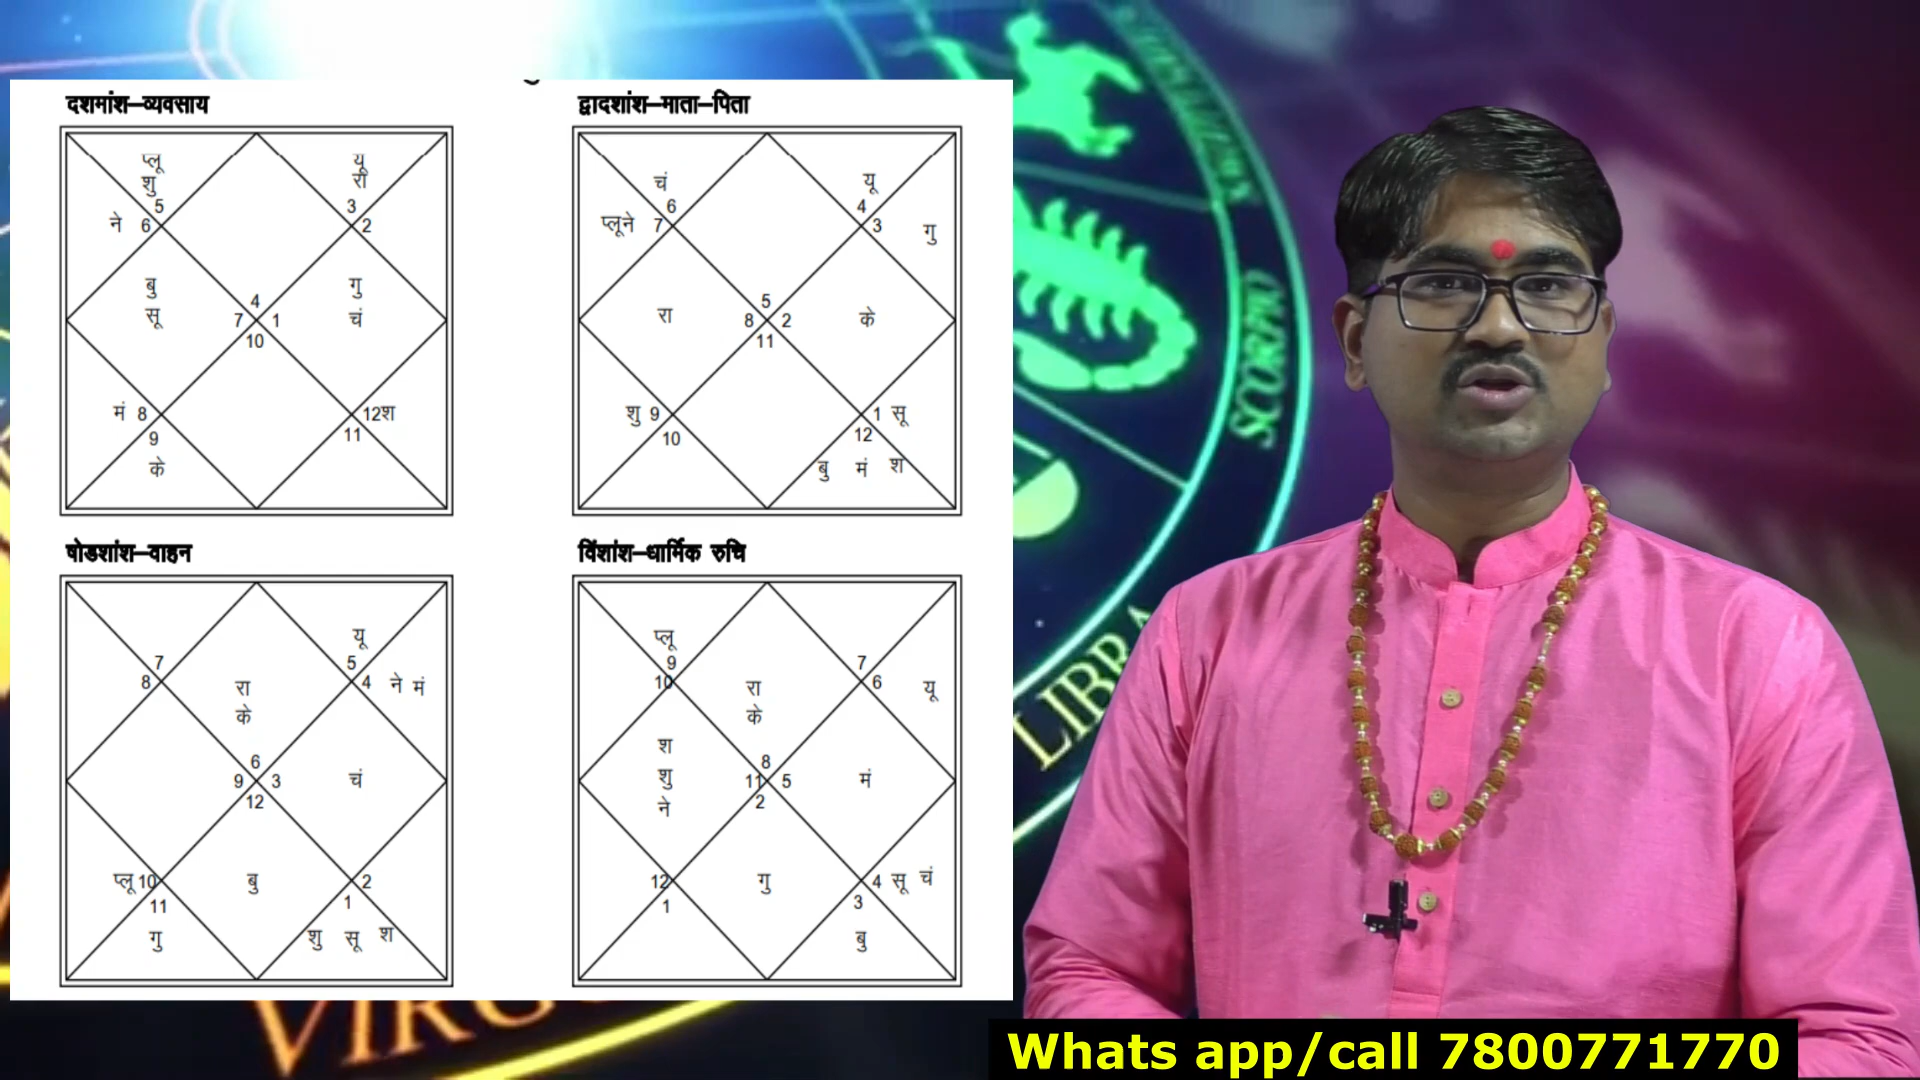 दशमांश–व्यवसाय
प्लू
शु
5
ने 6
यू
रा
3
2
बु
सू
गु
चं
4
7 1
10
मं 8
9
के
12श
11
द्वादशांश–माता–पिता
चं
6
प्लूने 7
यू
4
3 गु
रा
5
8 2
11
के
शु 9
10
1 सू
12
बु मं श
षोडशांश–वाहन
7
8
रा
के
यू
5
4 ने मं
6
9 3
12
चं
प्लू10
11
गु
बु
2
1
शु सू श
विंशांश–धार्मिक रुचि
प्लू
9
10
रा
के
7
6 यू
श
शु
ने
8
11 5
2
मं
12
1
गु
4 सू चं
3
बु
SCORPIO
LIBRA
VIRG
Whats app/call 7800771770